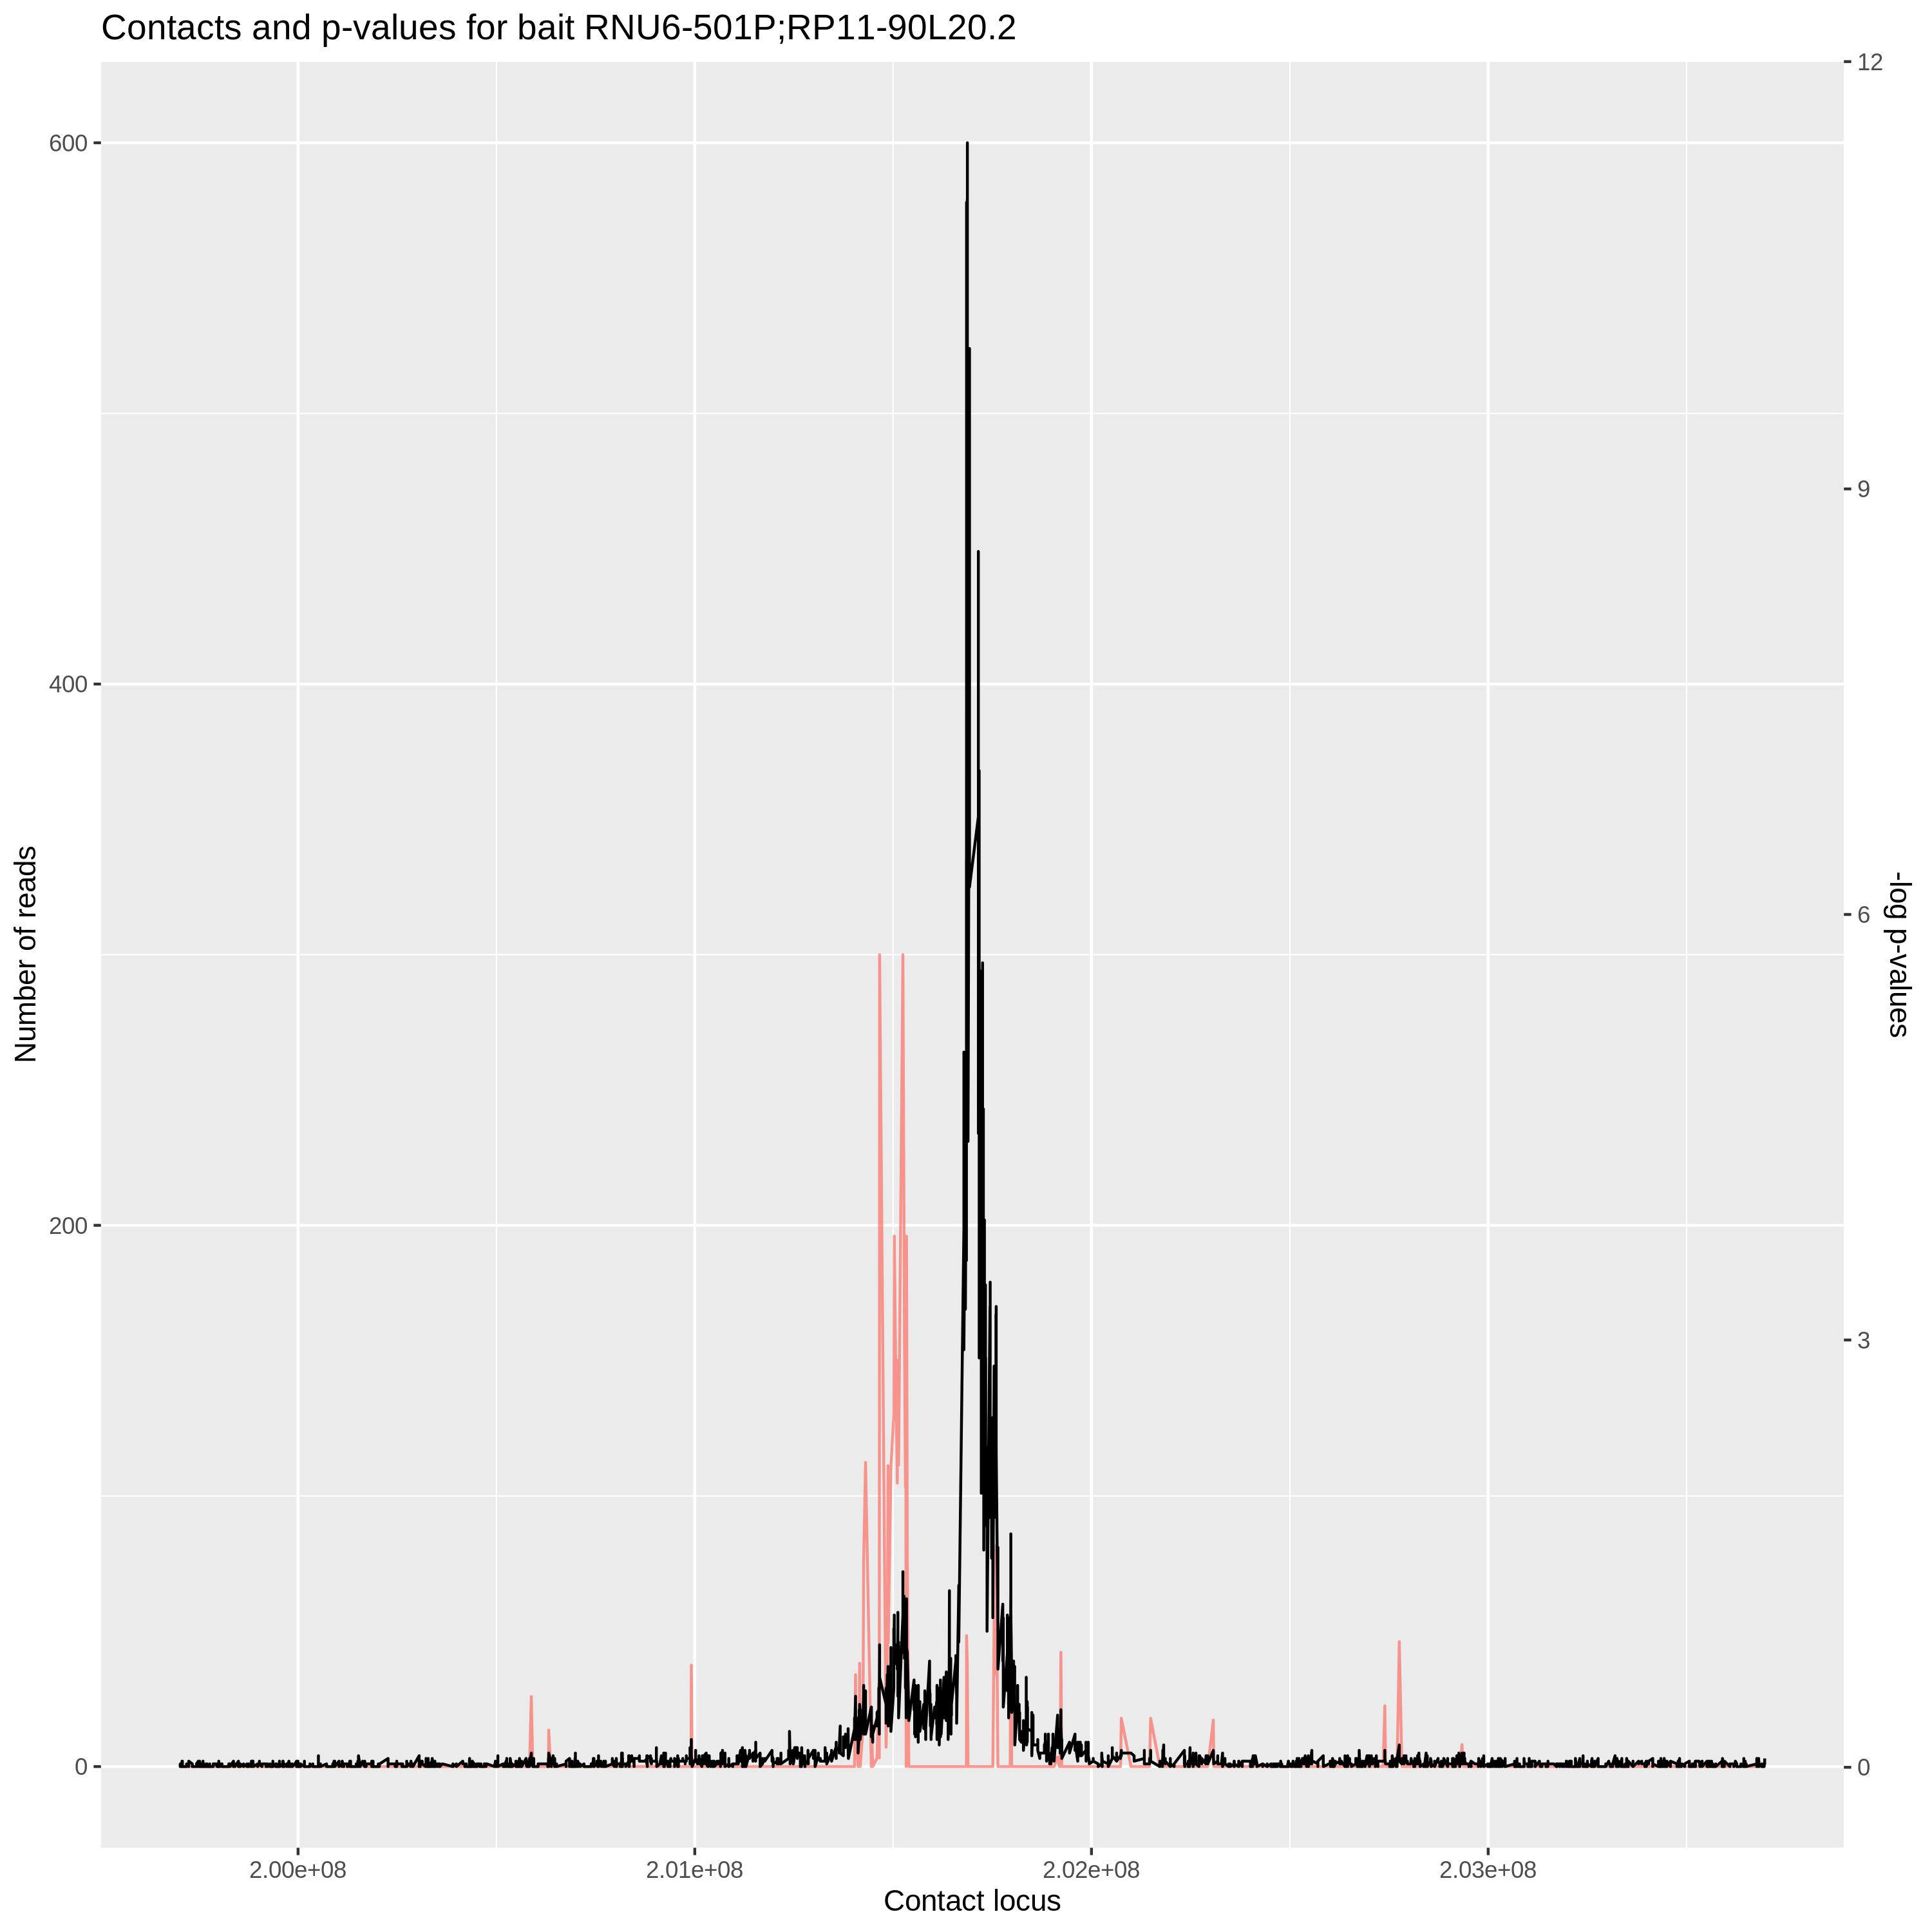 Contacts and p-values for bait RNU6-501P;RP11-90L20.2
12
600
9
400
6
Number of reads
-log p-values
200
3
0
0
2.00e+08
2.01e+08
2.02e+08
2.03e+08
Contact locus